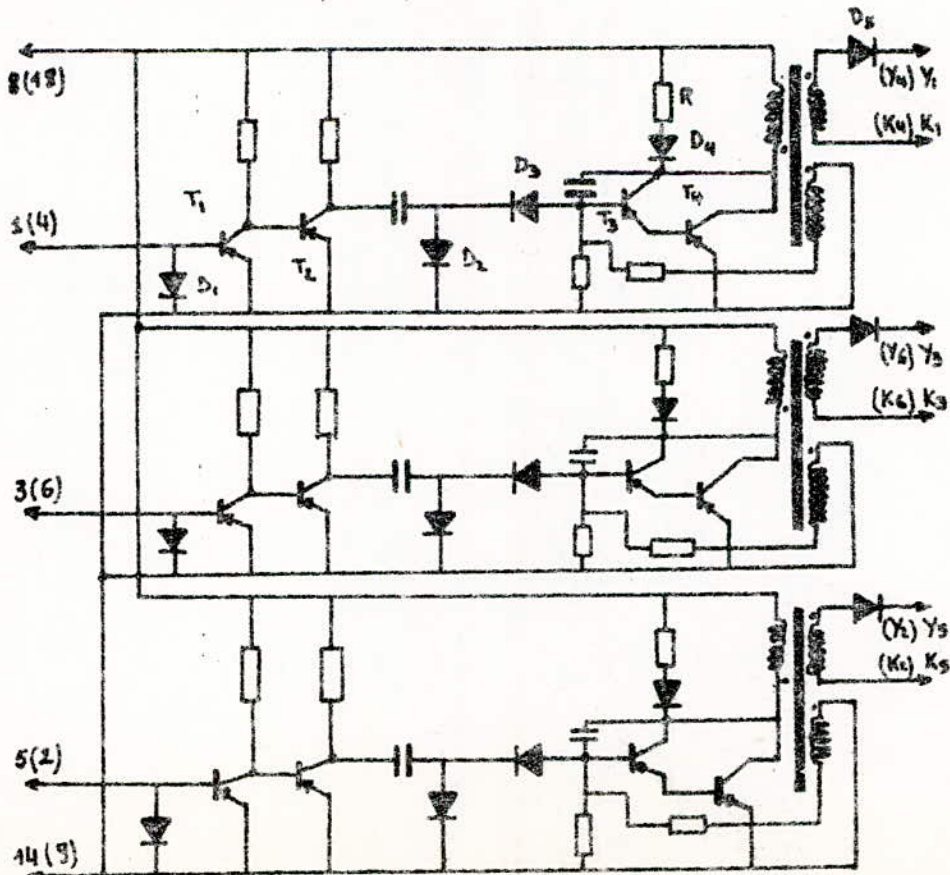 D5
8(18)
(Y4) Y1
R
(K4) K1
D4
D3
T1
T4
T3
1(4)
T2
D2
D1
(Y6) Y3
(K6) K3
3(6)
(Y2) Y5
(K2) K5
5(2)
14(9)